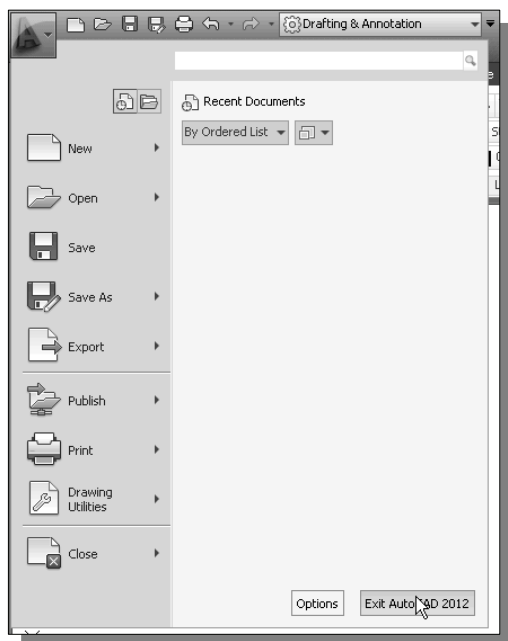 Drafting & Annotation
Recent Documents
By Ordered List
New
Open
Save
Save As
Export
Publish
Print
Drawing
Utilities
Close
Options
Exit AutoCAD 2012